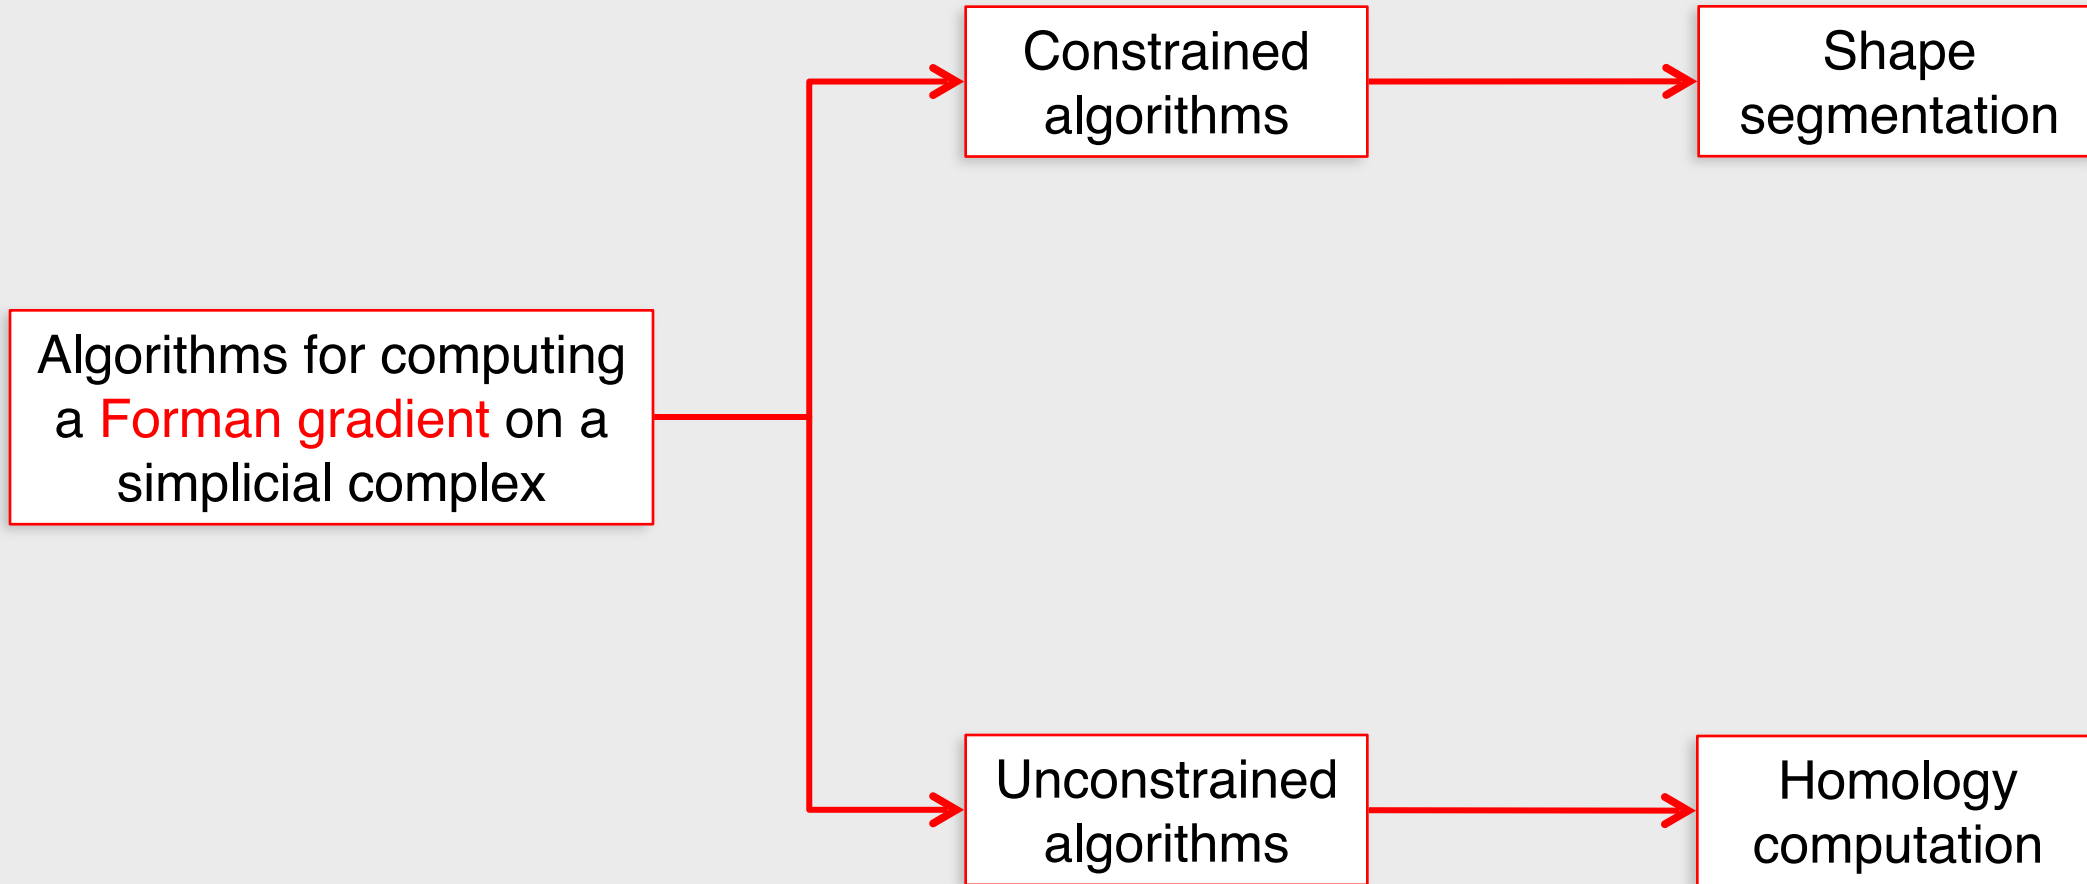 Constrained
algorithms
Shape
segmentation
Algorithms for computing
a Forman gradient on a
simplicial complex
Unconstrained
algorithms
Homology
computation